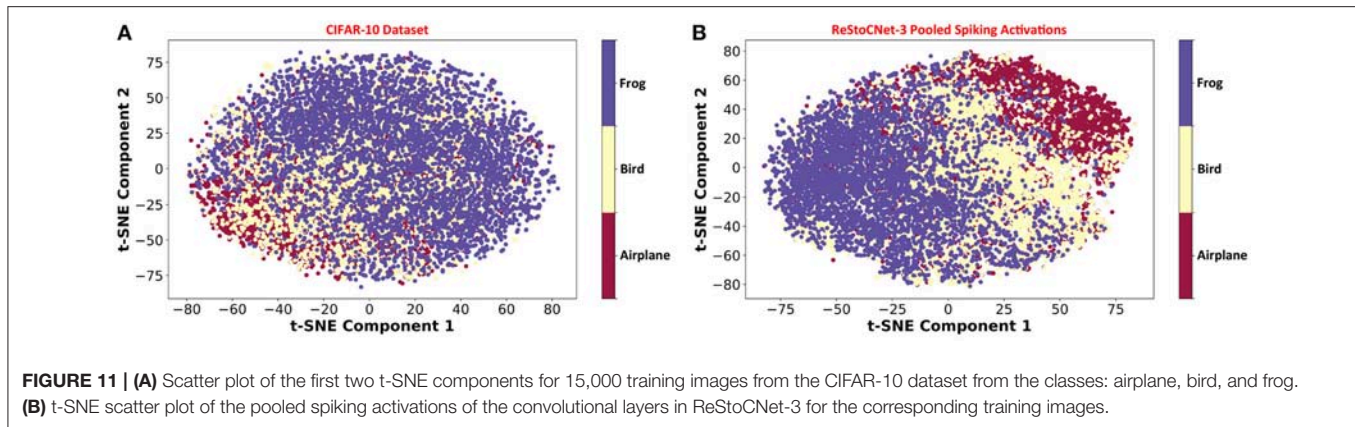 A
CIFAR-10 Dataset
t-SNE Component 2
75
50
25
0
−25
−50
−75
−80 −60 −40 −20 0 20 40 60 80
t-SNE Component 1
Frog
Bird
Airplane
B
ReStoCNet-3 Pooled Spiking Activations
t-SNE Component 2
80
60
40
20
0
−20
−40
−60
−80
−75 −50 −25 0 25 50 75
t-SNE Component 1
Frog
Bird
Airplane
FIGURE 11 | (A) Scatter plot of the first two t-SNE components for 15,000 training images from the CIFAR-10 dataset from the classes: airplane, bird, and frog.
(B) t-SNE scatter plot of the pooled spiking activations of the convolutional layers in ReStoCNet-3 for the corresponding training images.